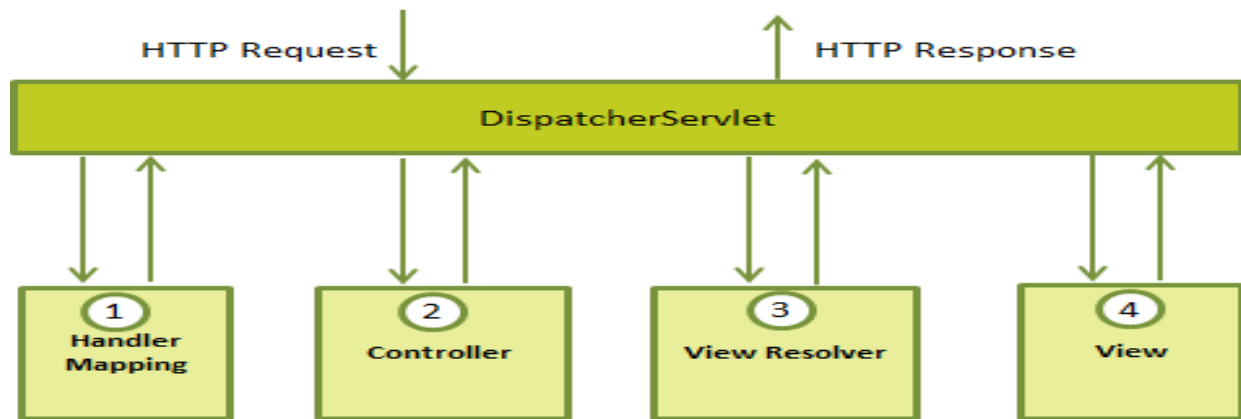 HTTP Request
HTTP Response
DispatcherServlet
1
Handler
Mapping
2
Controller
3
View Resolver
4
View